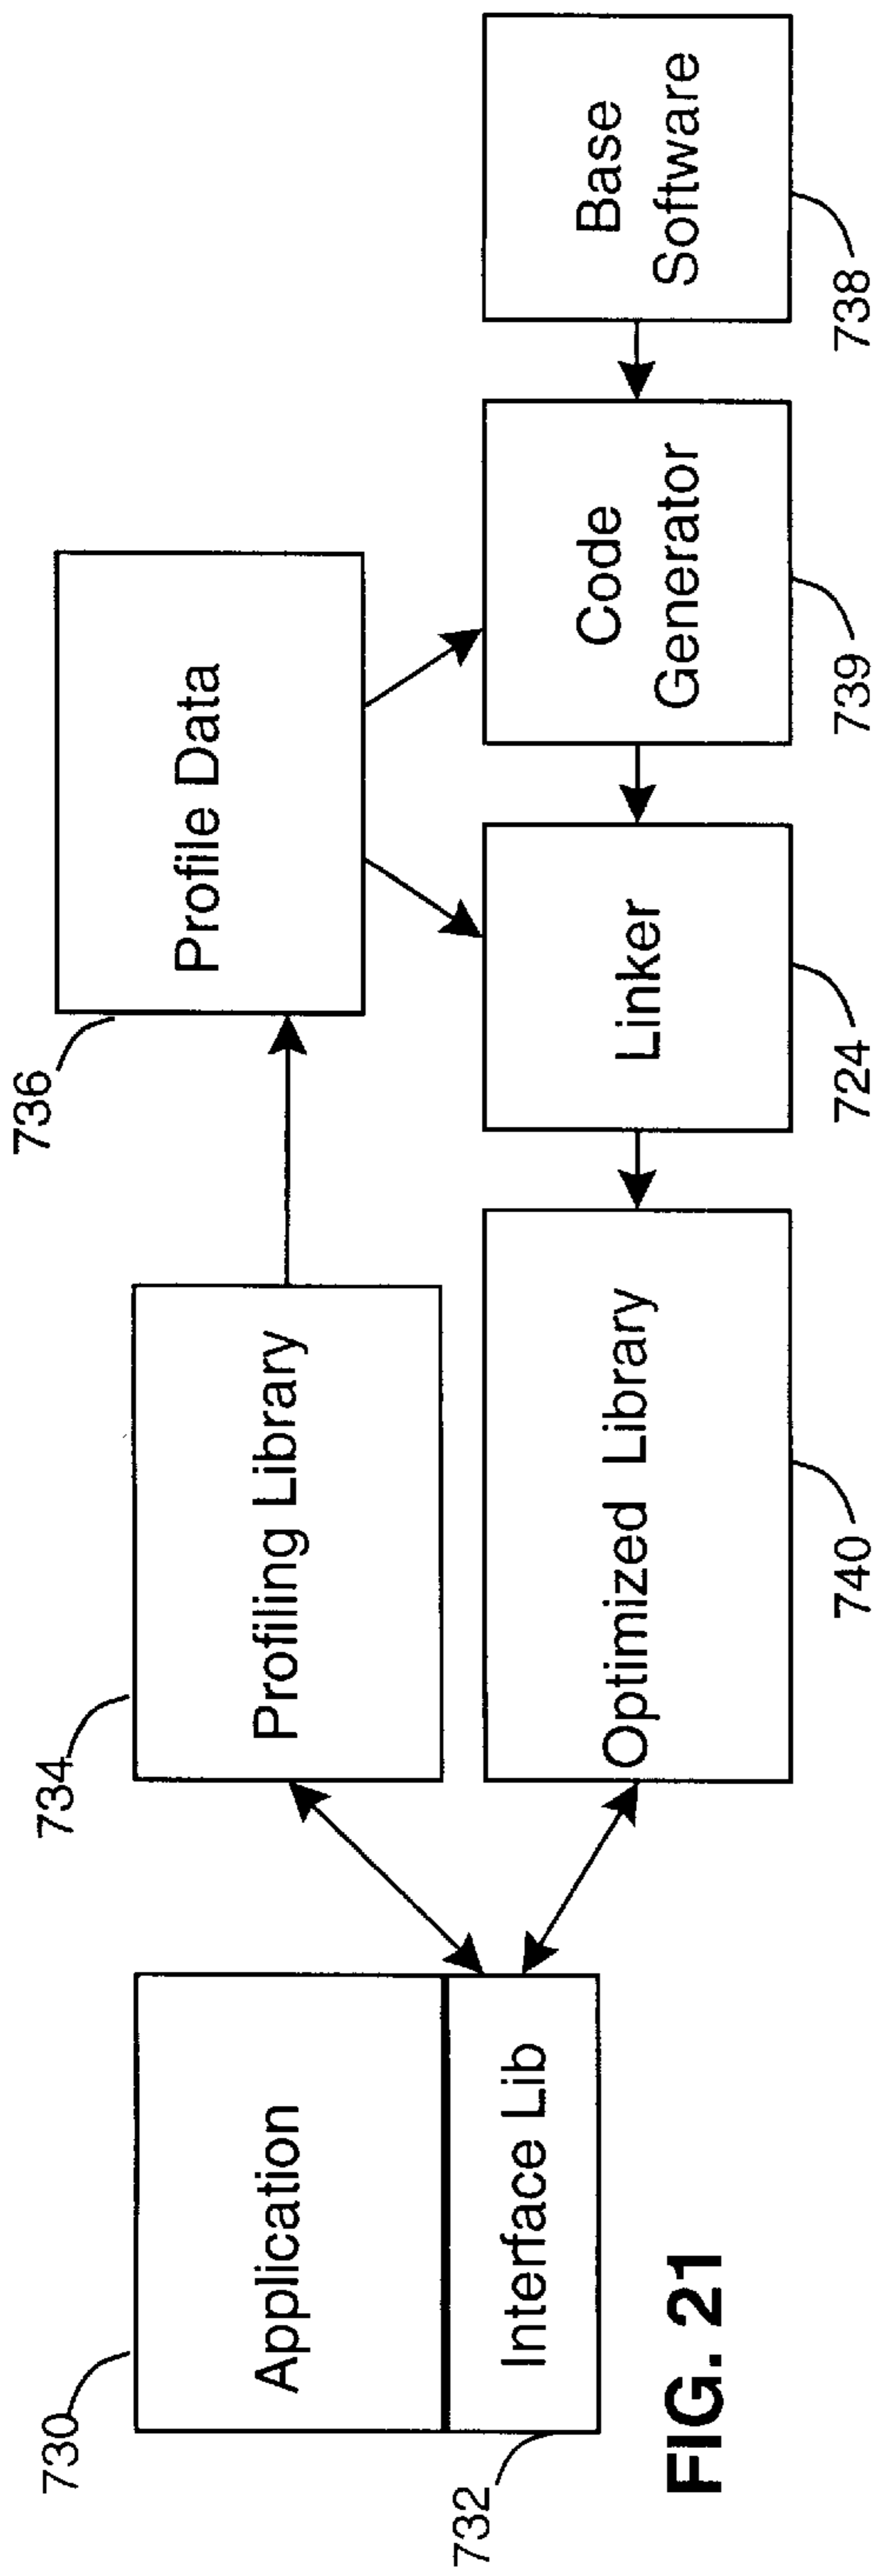 730
Application
732
Interface Lib
734
Profiling Library
736
Profile Data
740
Optimized Library
724
Linker
739
Code
Generator
738
Base
Software
FIG. 21